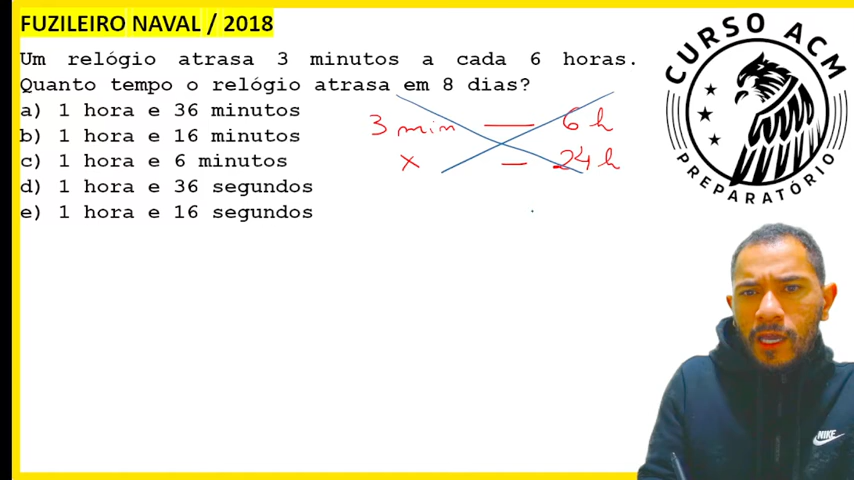 FUZILEIRO NAVAL / 2018
Um relógio atrasa 3 minutos a cada 6 horas.
Quanto tempo o relógio atrasa em 8 dias?
a) 1 hora e 36 minutos
b) 1 hora e 16 minutos
c) 1 hora e 6 minutos
d) 1 hora e 36 segundos
e) 1 hora e 16 segundos
3 min — 6 h
x — 24 h
CURSO ACM
PREPARATÓRIO
NIKE